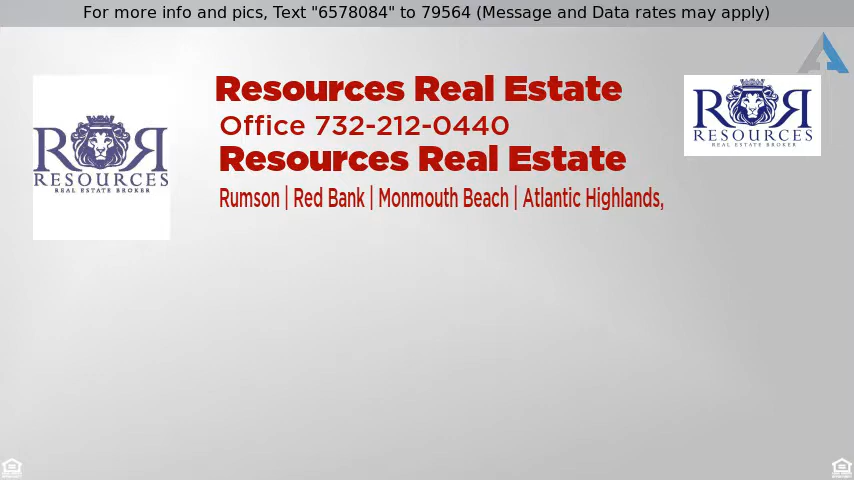 For more info and pics, Text "6578084" to 79564 (Message and Data rates may apply)
Resources Real Estate
Office 732-212-0440
Resources Real Estate
Rumson | Red Bank | Monmouth Beach | Atlantic Highlands,
RR
RESOURCES
REAL ESTATE BROKER
RR
RESOURCES
REAL ESTATE BROKER